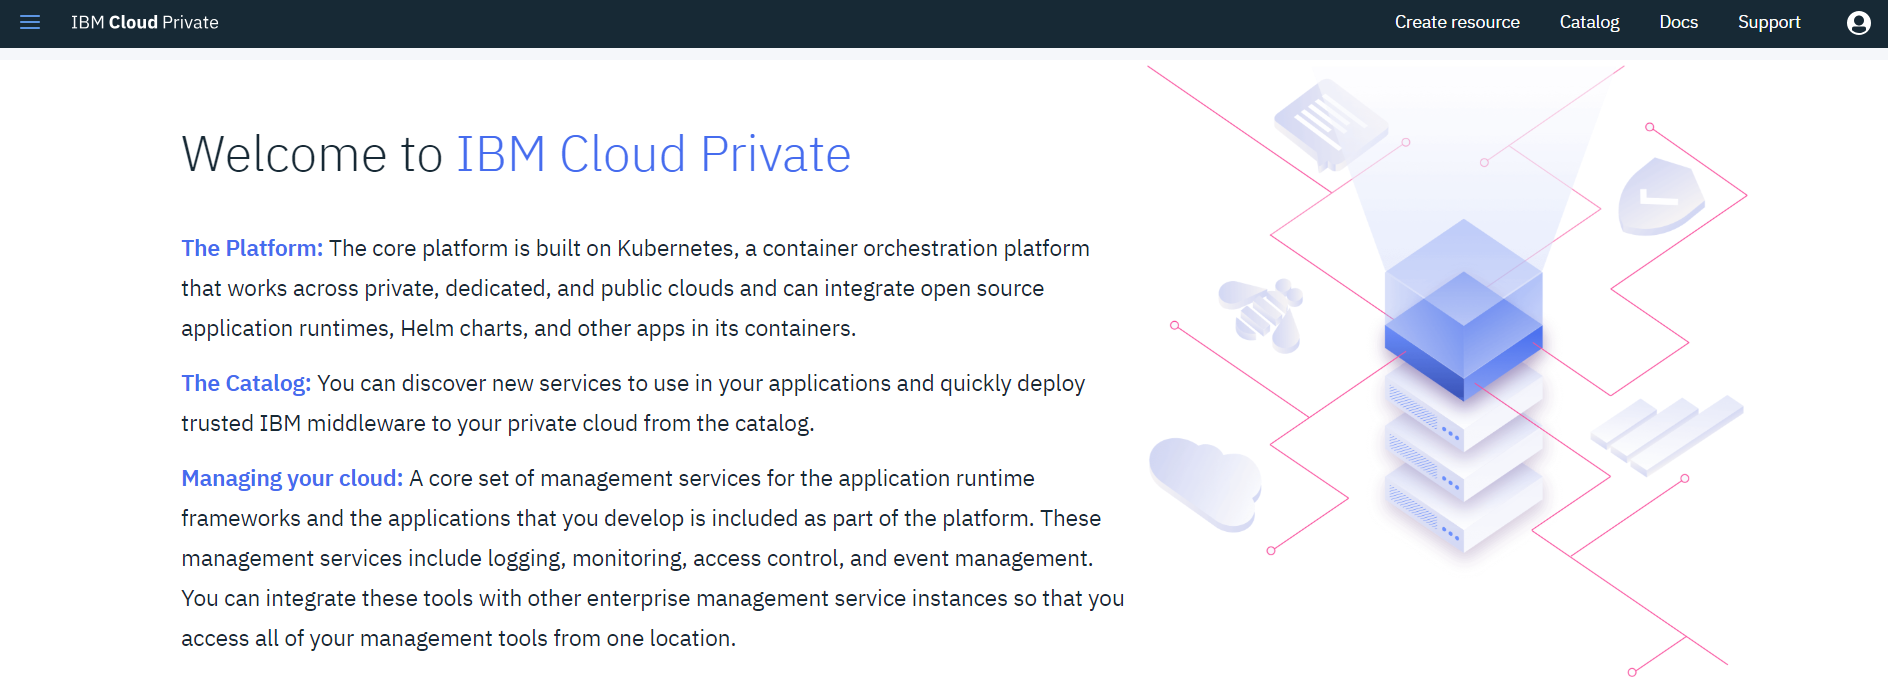 IBM Cloud Private
Create resource
Catalog
Docs
Support
Welcome to IBM Cloud Private
The Platform: The core platform is built on Kubernetes, a container orchestration platform
that works across private, dedicated, and public clouds and can integrate open source
application runtimes, Helm charts, and other apps in its containers.
The Catalog: You can discover new services to use in your applications and quickly deploy
trusted IBM middleware to your private cloud from the catalog.
Managing your cloud: A core set of management services for the application runtime
frameworks and the applications that you develop is included as part of the platform. These
management services include logging, monitoring, access control, and event management.
You can integrate these tools with other enterprise management service instances so that you
access all of your management tools from one location.